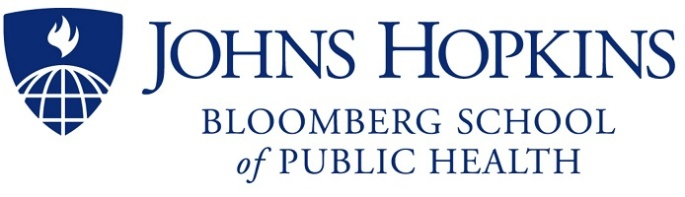 JOHNS HOPKINS
BLOOMBERG SCHOOL
of PUBLIC HEALTH